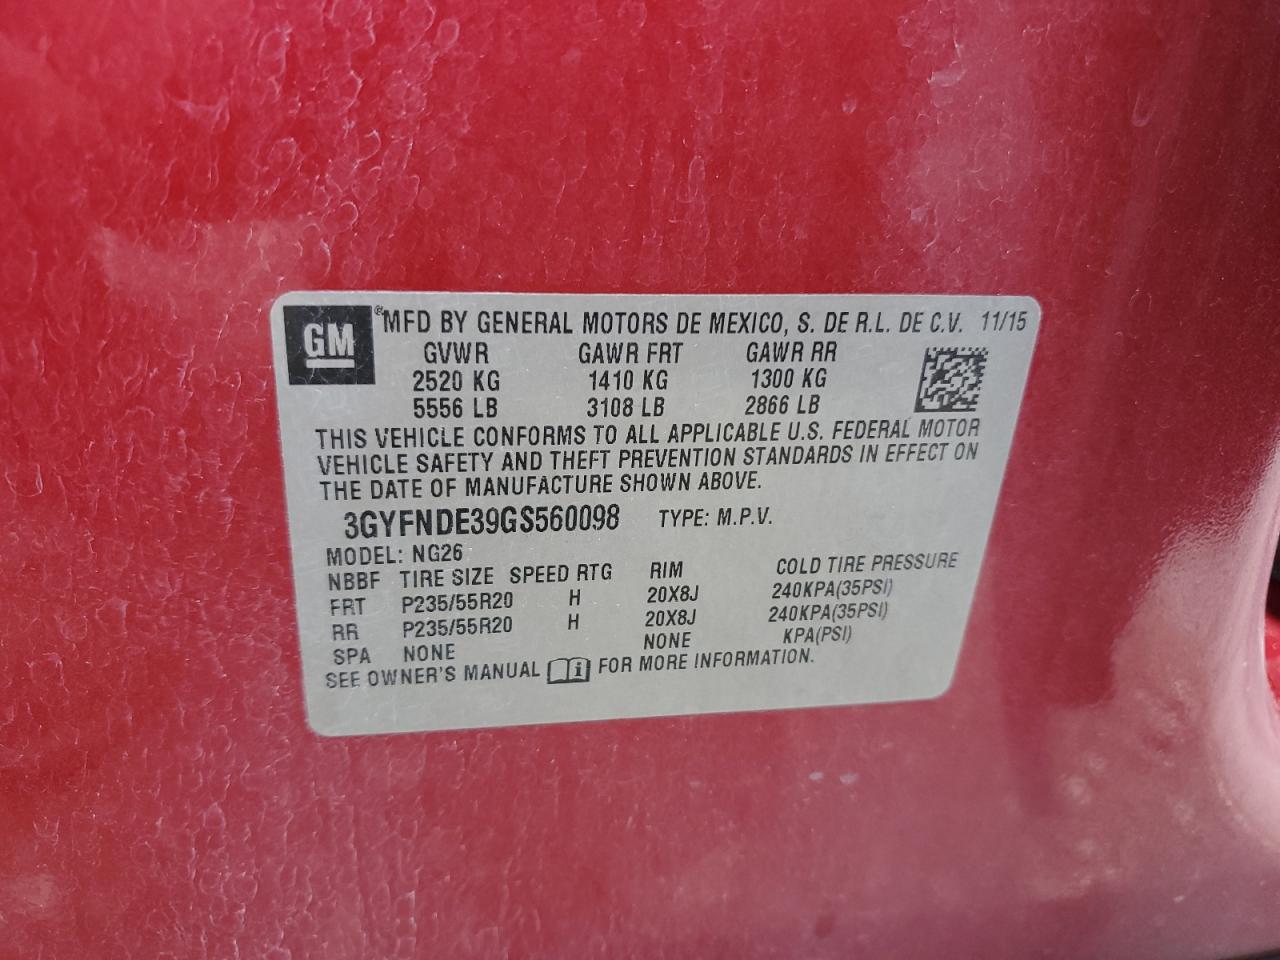 GM ® MFD BY GENERAL MOTORS DE MEXICO, S. DE R.L. DE C.V. 11/15
GVWR GAWR FRT GAWR RR
2520 KG 1410 KG 1300 KG
5556 LB 3108 LB 2866 LB
THIS VEHICLE CONFORMS TO ALL APPLICABLE U.S. FEDERAL MOTOR
VEHICLE SAFETY AND THEFT PREVENTION STANDARDS IN EFFECT ON
THE DATE OF MANUFACTURE SHOWN ABOVE.
3GYFNDE39GS560098 TYPE: M.P.V.
MODEL: NG26
NBBF TIRE SIZE SPEED RTG RIM COLD TIRE PRESSURE
FRT P235/55R20 H 20X8J 240KPA(35PSI)
RR P235/55R20 H 20X8J 240KPA(35PSI)
SPA NONE NONE KPA(PSI)
SEE OWNER'S MANUAL i FOR MORE INFORMATION.